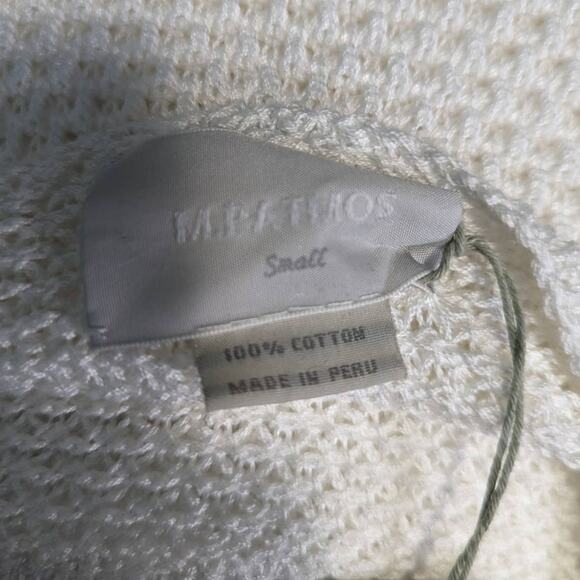 M.PATMOS
Small
100% COTTON
MADE IN PERU